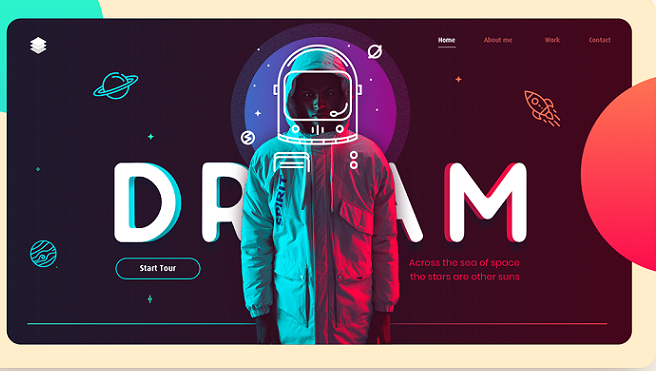 Home About me Work Contact
DR AM
SPIRIT
Start Tour
Across the sea of space
the stars are other suns